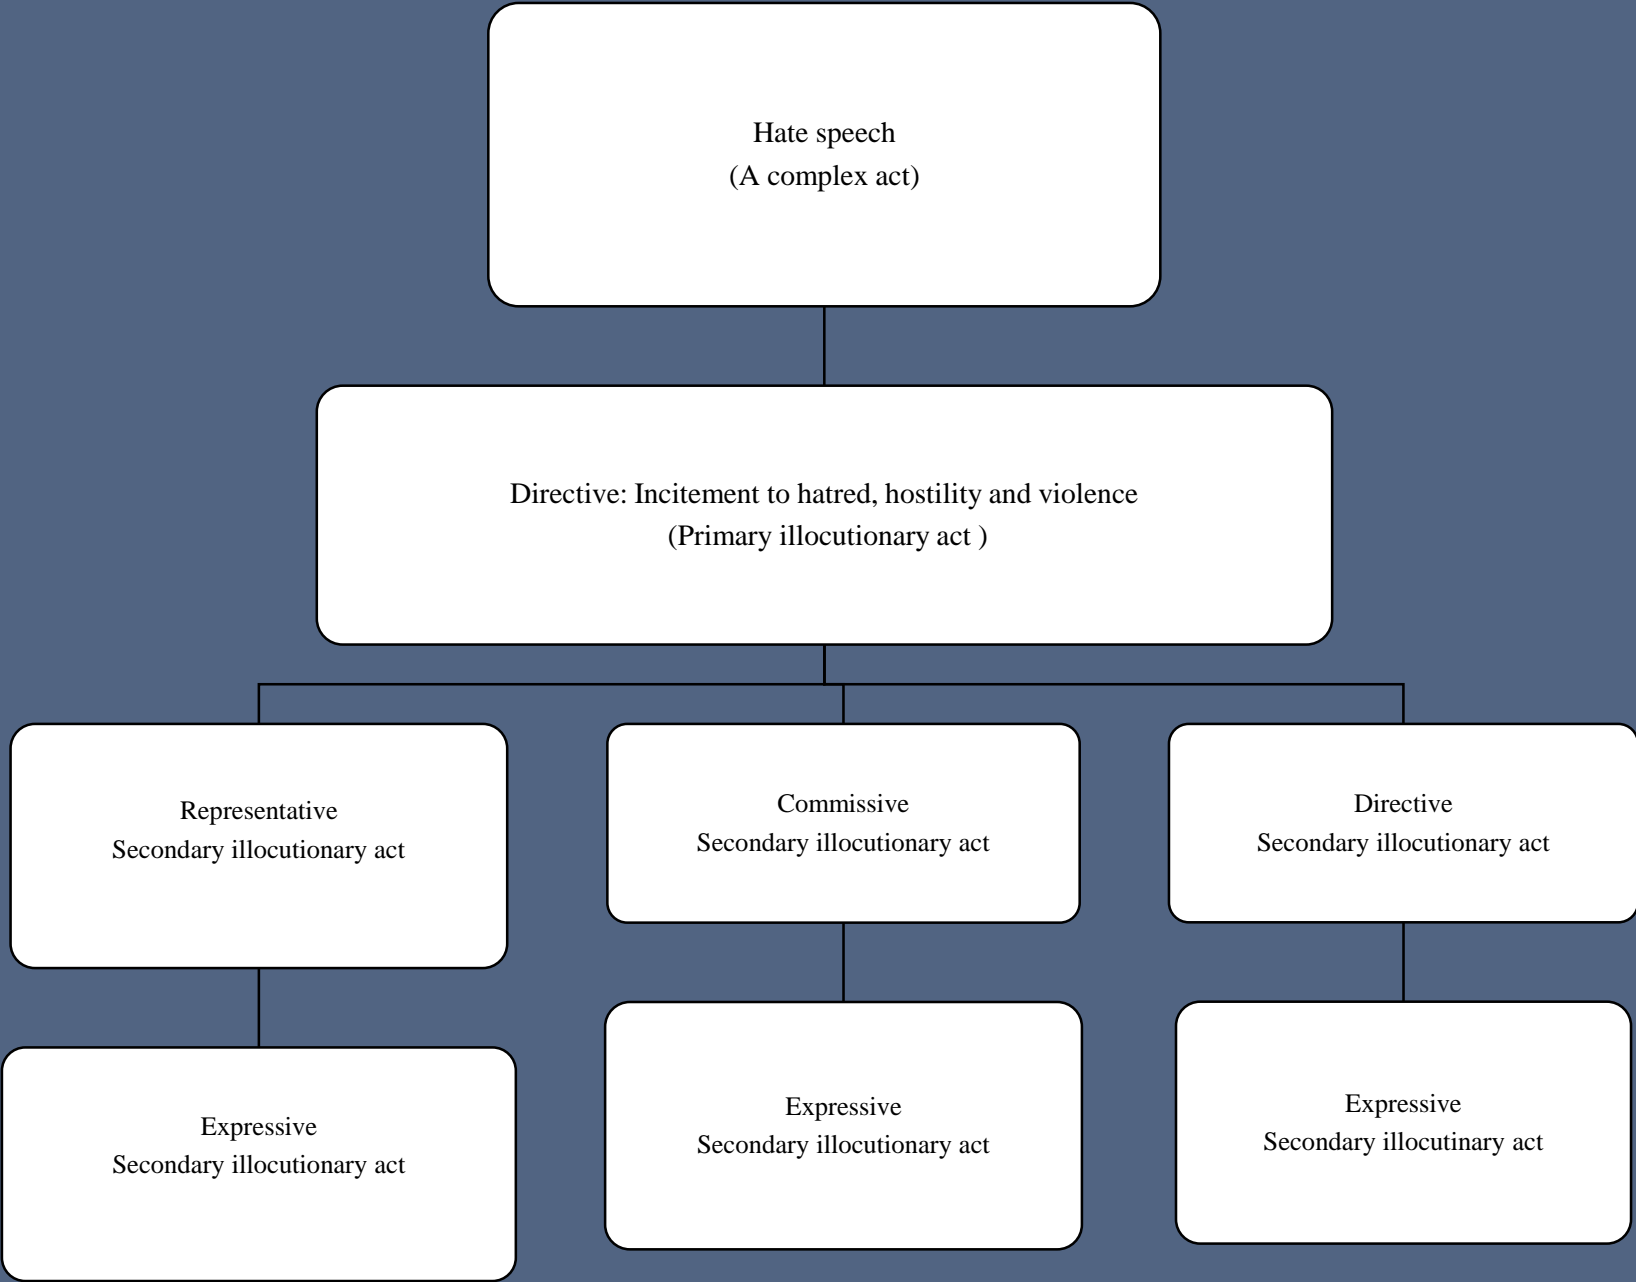 Hate speech
(A complex act)
Directive: Incitement to hatred, hostility and violence
(Primary illocutionary act )
Representative
Secondary illocutionary act
Commissive
Secondary illocutionary act
Directive
Secondary illocutionary act
Expressive
Secondary illocutionary act
Expressive
Secondary illocutionary act
Expressive
Secondary illocutinary act